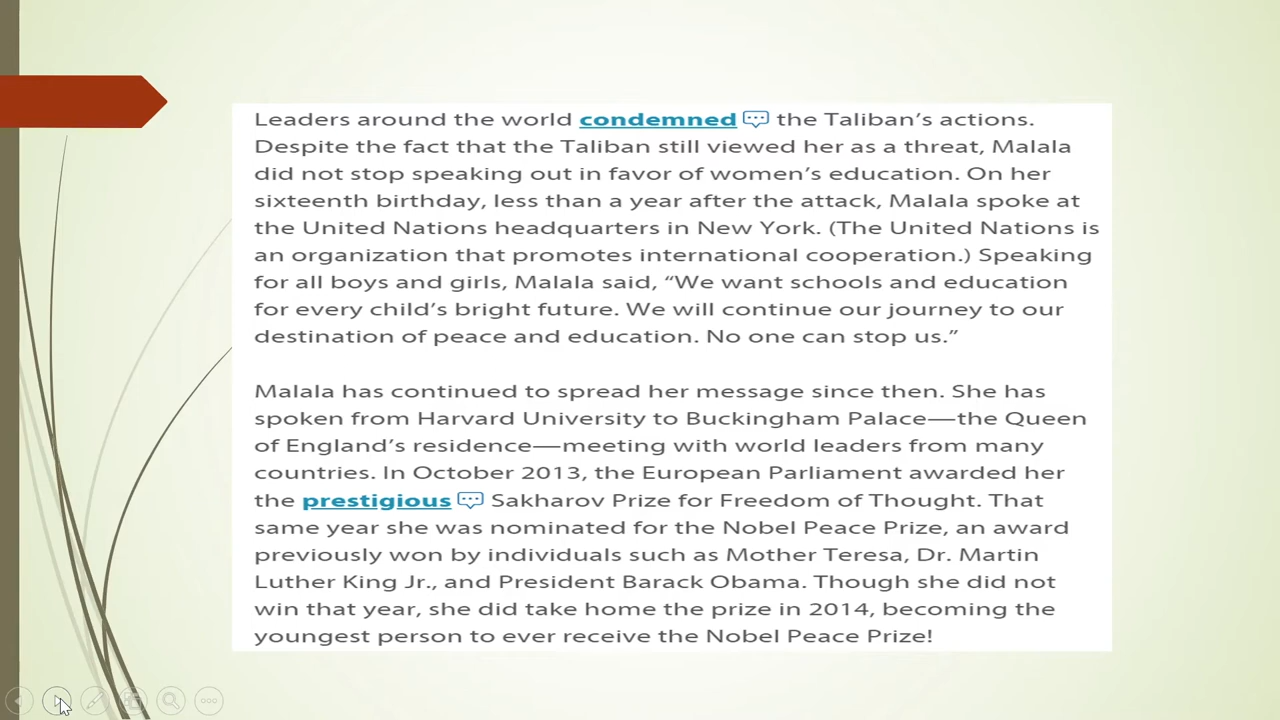 Leaders around the world condemned the Taliban’s actions.
Despite the fact that the Taliban still viewed her as a threat, Malala
did not stop speaking out in favor of women’s education. On her
sixteenth birthday, less than a year after the attack, Malala spoke at
the United Nations headquarters in New York. (The United Nations is
an organization that promotes international cooperation.) Speaking
for all boys and girls, Malala said, “We want schools and education
for every child’s bright future. We will continue our journey to our
destination of peace and education. No one can stop us.”
Malala has continued to spread her message since then. She has
spoken from Harvard University to Buckingham Palace—the Queen
of England’s residence—meeting with world leaders from many
countries. In October 2013, the European Parliament awarded her
the prestigious Sakharov Prize for Freedom of Thought. That
same year she was nominated for the Nobel Peace Prize, an award
previously won by individuals such as Mother Teresa, Dr. Martin
Luther King Jr., and President Barack Obama. Though she did not
win that year, she did take home the prize in 2014, becoming the
youngest person to ever receive the Nobel Peace Prize!